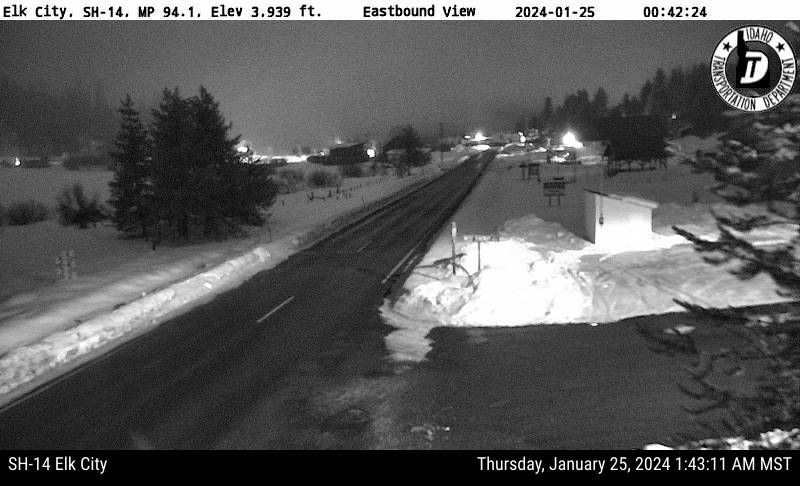 Elk City, SH-14, MP 94.1, Elev 3,939 ft. Eastbound View 2024-01-25 00:42:24
IDAHO
TRANSPORTATION DEPARTMENT
SH-14 Elk City Thursday, January 25, 2024 1:43:11 AM MST